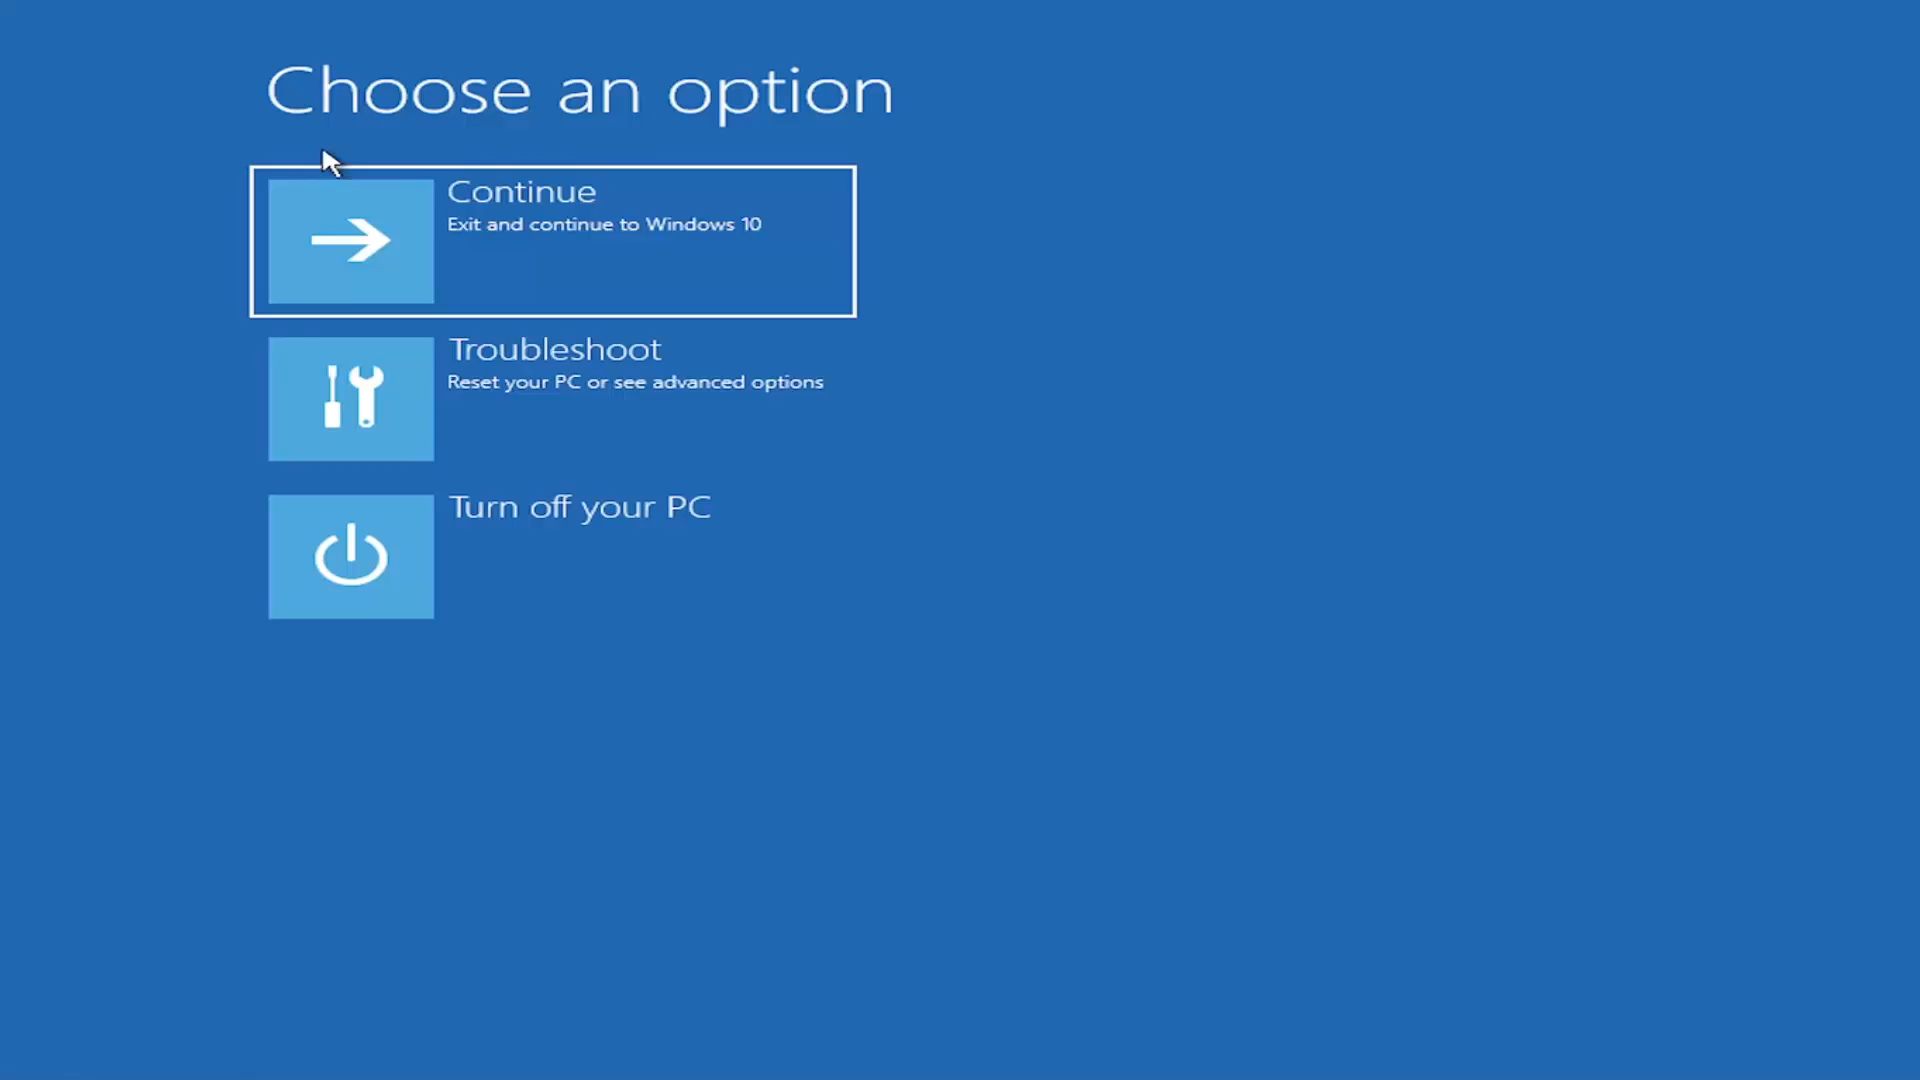 Choose an option
Continue
Exit and continue to Windows 10
Troubleshoot
Reset your PC or see advanced options
Turn off your PC